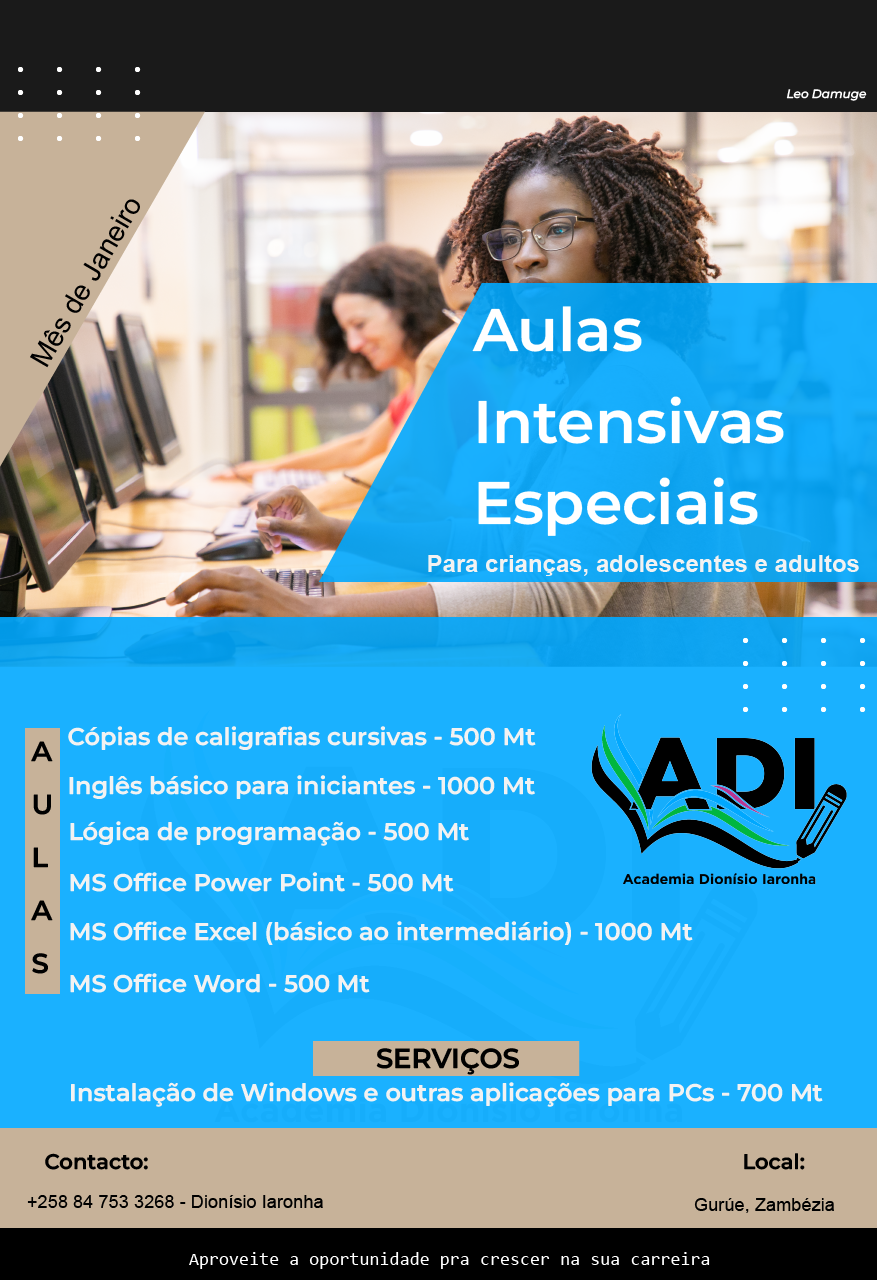 Leo Damuge
Mês de Janeiro
Aulas
Intensivas
Especiais
Para crianças, adolescentes e adultos
AULAS
Cópias de caligrafias cursivas - 500 Mt
Inglês básico para iniciantes - 1000 Mt
Lógica de programação - 500 Mt
MS Office Power Point - 500 Mt
MS Office Excel (básico ao intermediário) - 1000 Mt
MS Office Word - 500 Mt
ADI
Academia Dionísio Iaronha
SERVIÇOS
Instalação de Windows e outras aplicações para PCs - 700 Mt
ADI
Academia Dionísio Iaronha
Contacto:
+258 84 753 3268 - Dionísio Iaronha
Local:
Gurúe, Zambézia
Aproveite a oportunidade pra crescer na sua carreira